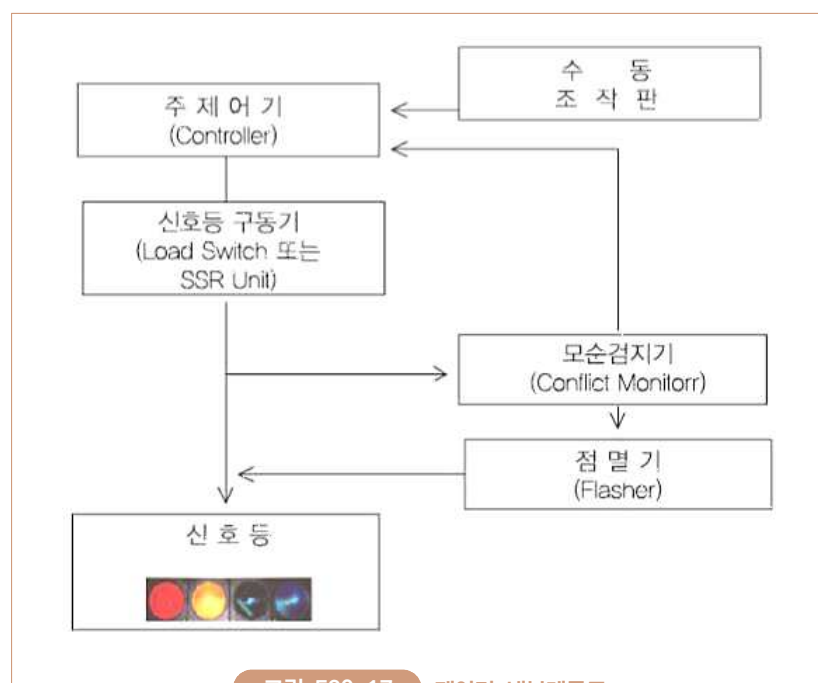 수 동
조 작 판
주 제 어 기
(Controller)
신호등 구동기
(Load Switch 또는
SSR Unit)
모순검지기
(Conflict Monitorr)
점 멸 기
(Flasher)
신 호 등